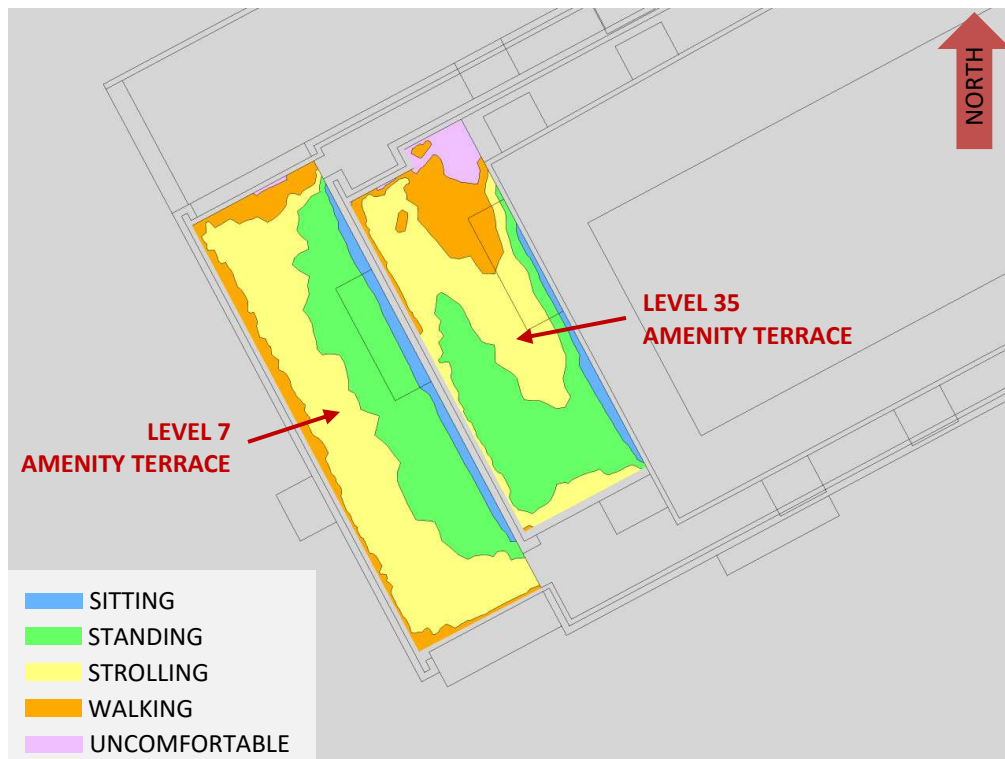 NORTH
LEVEL 35
AMENITY TERRACE
LEVEL 7
AMENITY TERRACE
SITTING
STANDING
STROLLING
WALKING
UNCOMFORTABLE